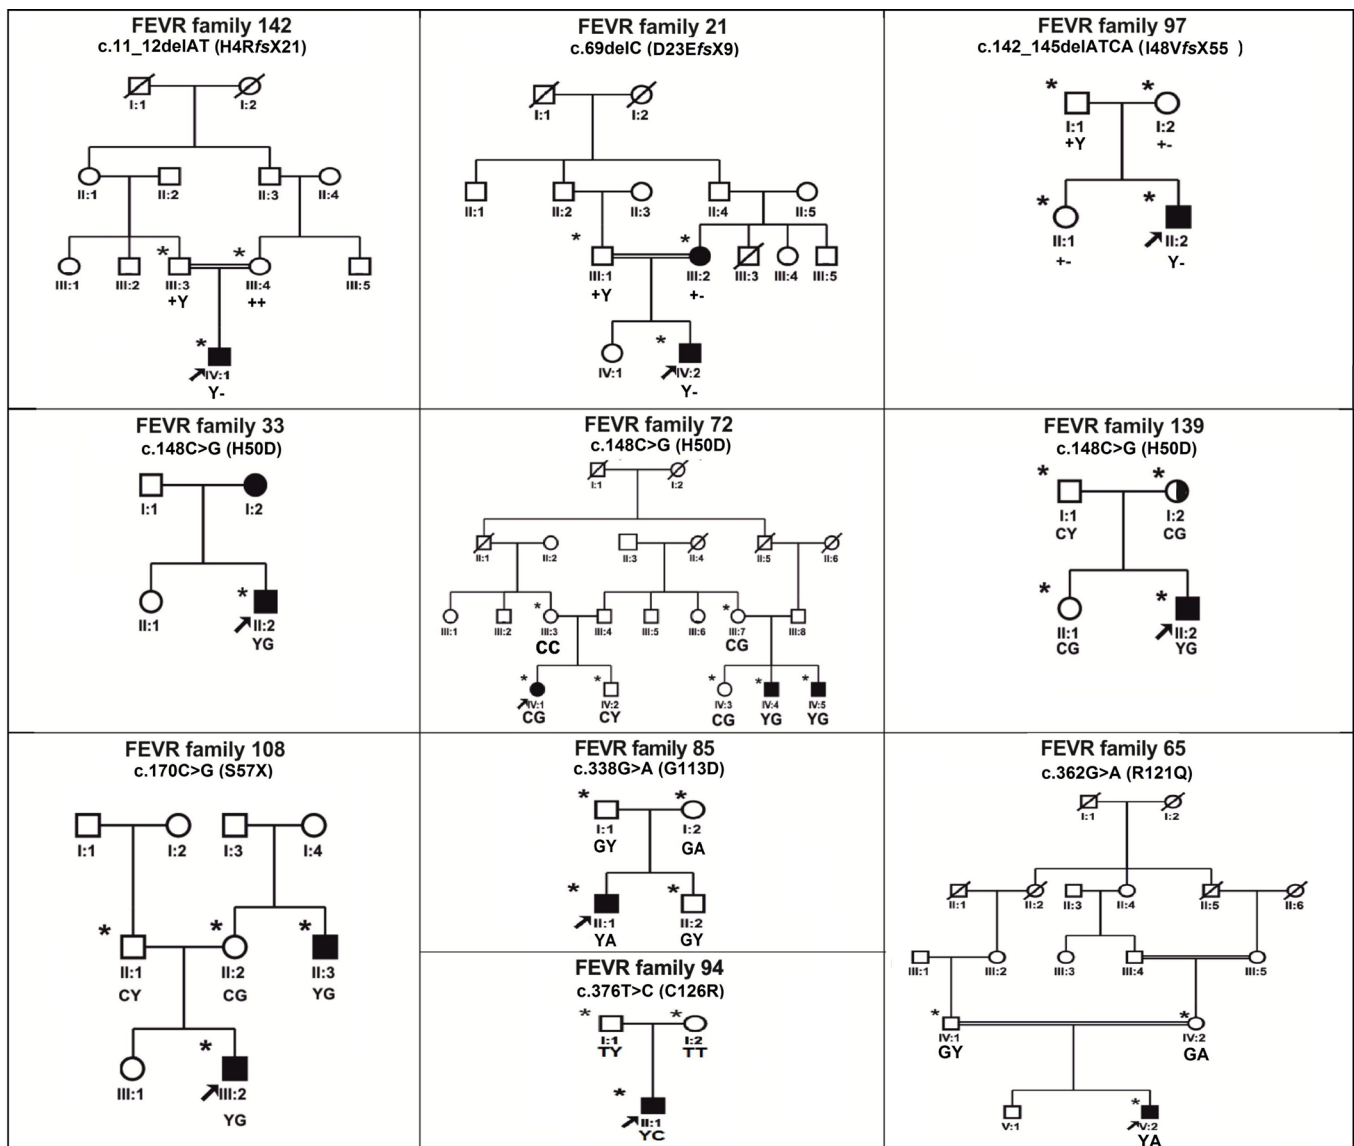 FEVR family 142
c.11_12delAT (H4RfsX21)
I:1 I:2
II:1 II:2 II:3 II:4
* *
III:1 III:2 III:3 III:4 III:5
+Y ++
*
IV:1
Y-
FEVR family 21
c.69delC (D23EfsX9)
I:1 I:2
II:1 II:2 II:3 II:4 II:5
* *
III:1 III:2 III:3 III:4 III:5
+Y +-
*
IV:1 IV:2
Y-
FEVR family 97
c.142_145delATCA (I48VfsX55 )
* *
I:1 I:2
+Y +-
* *
II:1 II:2
+- Y-
FEVR family 33
c.148C>G (H50D)
I:1 I:2
*
II:1 II:2
YG
FEVR family 72
c.148C>G (H50D)
I:1 I:2
II:1 II:2 II:3 II:4 II:5 II:6
* *
III:1 III:2 III:3 III:4 III:5 III:6 III:7 III:8
CC CG
* * * * *
IV:1 IV:2 IV:3 IV:4 IV:5
CG CY CG YG YG
FEVR family 139
c.148C>G (H50D)
* *
I:1 I:2
CY CG
* *
II:1 II:2
CG YG
FEVR family 108
c.170C>G (S57X)
I:1 I:2 I:3 I:4
* * *
II:1 II:2 II:3
CY CG YG
*
III:1 III:2
YG
FEVR family 85
c.338G>A (G113D)
* *
I:1 I:2
GY GA
* *
II:1 II:2
YA GY
FEVR family 94
c.376T>C (C126R)
* *
I:1 I:2
TY TT
*
II:1
YC
FEVR family 65
c.362G>A (R121Q)
I:1 I:2
II:1 II:2 II:3 II:4 II:5 II:6
III:1 III:2 III:3 III:4 III:5
* *
IV:1 IV:2
GY GA
*
V:1 V:2
YA